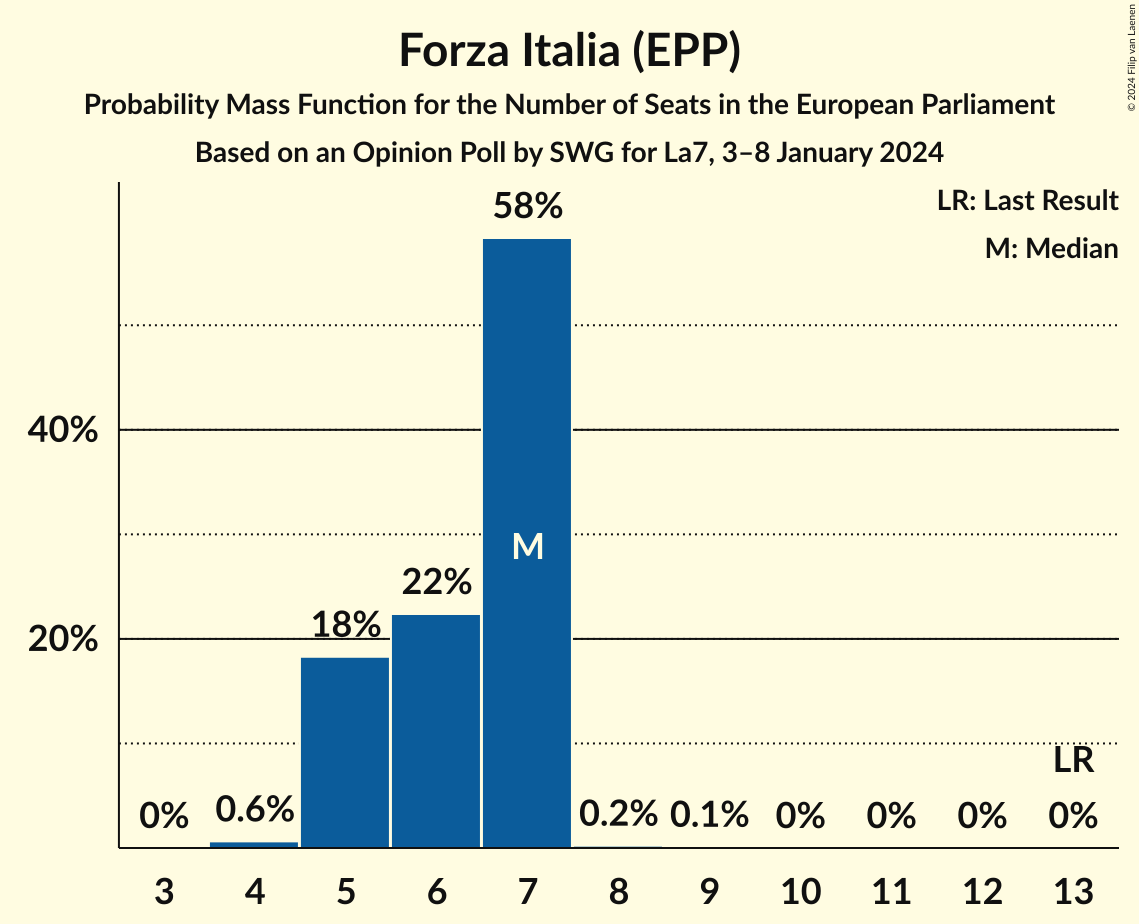 © 2024 Filip van Laenen
Forza Italia (EPP)
Probability Mass Function for the Number of Seats in the European Parliament
Based on an Opinion Poll by SWG for La7, 3–8 January 2024
LR: Last Result
M: Median
58%
40%
M
22%
18%
20%
LR
0% 0.6% 0.2% 0.1% 0% 0% 0% 0%
3 4 5 6 7 8 9 10 11 12 13